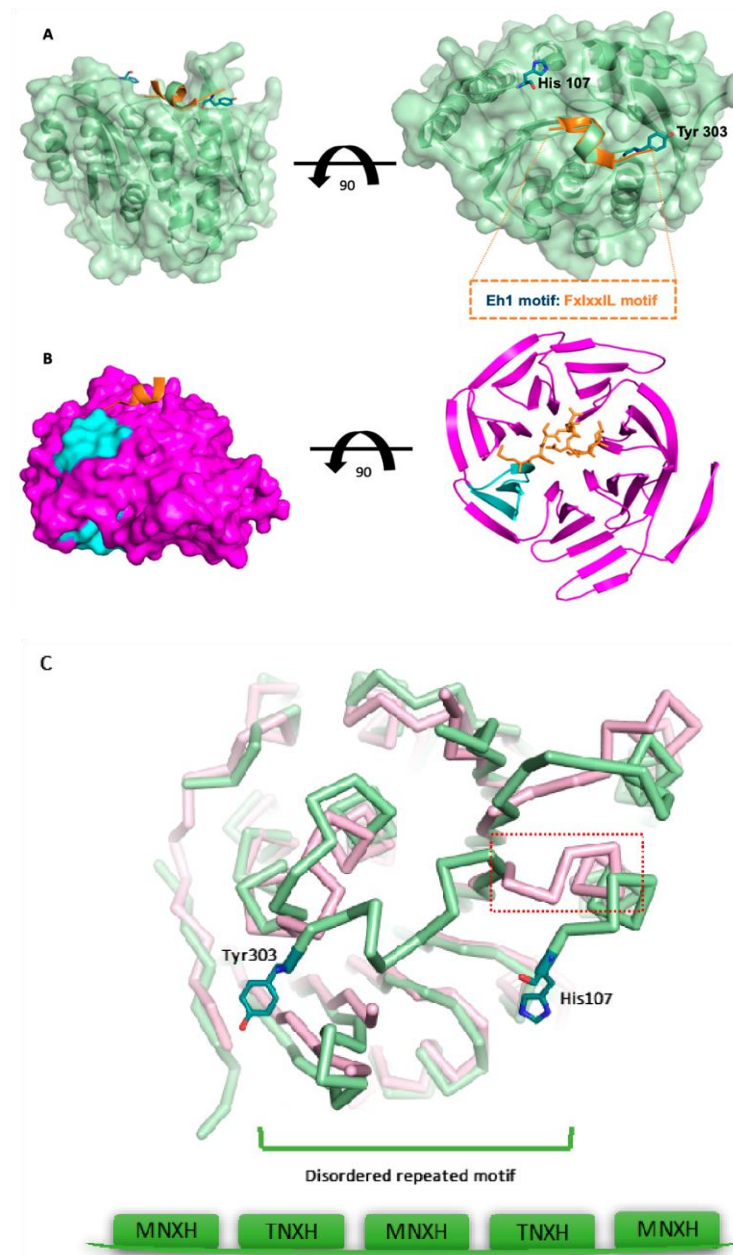 A
His 107
Tyr 303
90
Eh1 motif: FxIxxIL motif
B
90
C
Tyr303
His107
Disordered repeated motif
MNXH TNXH MNXH TNXH MNXH